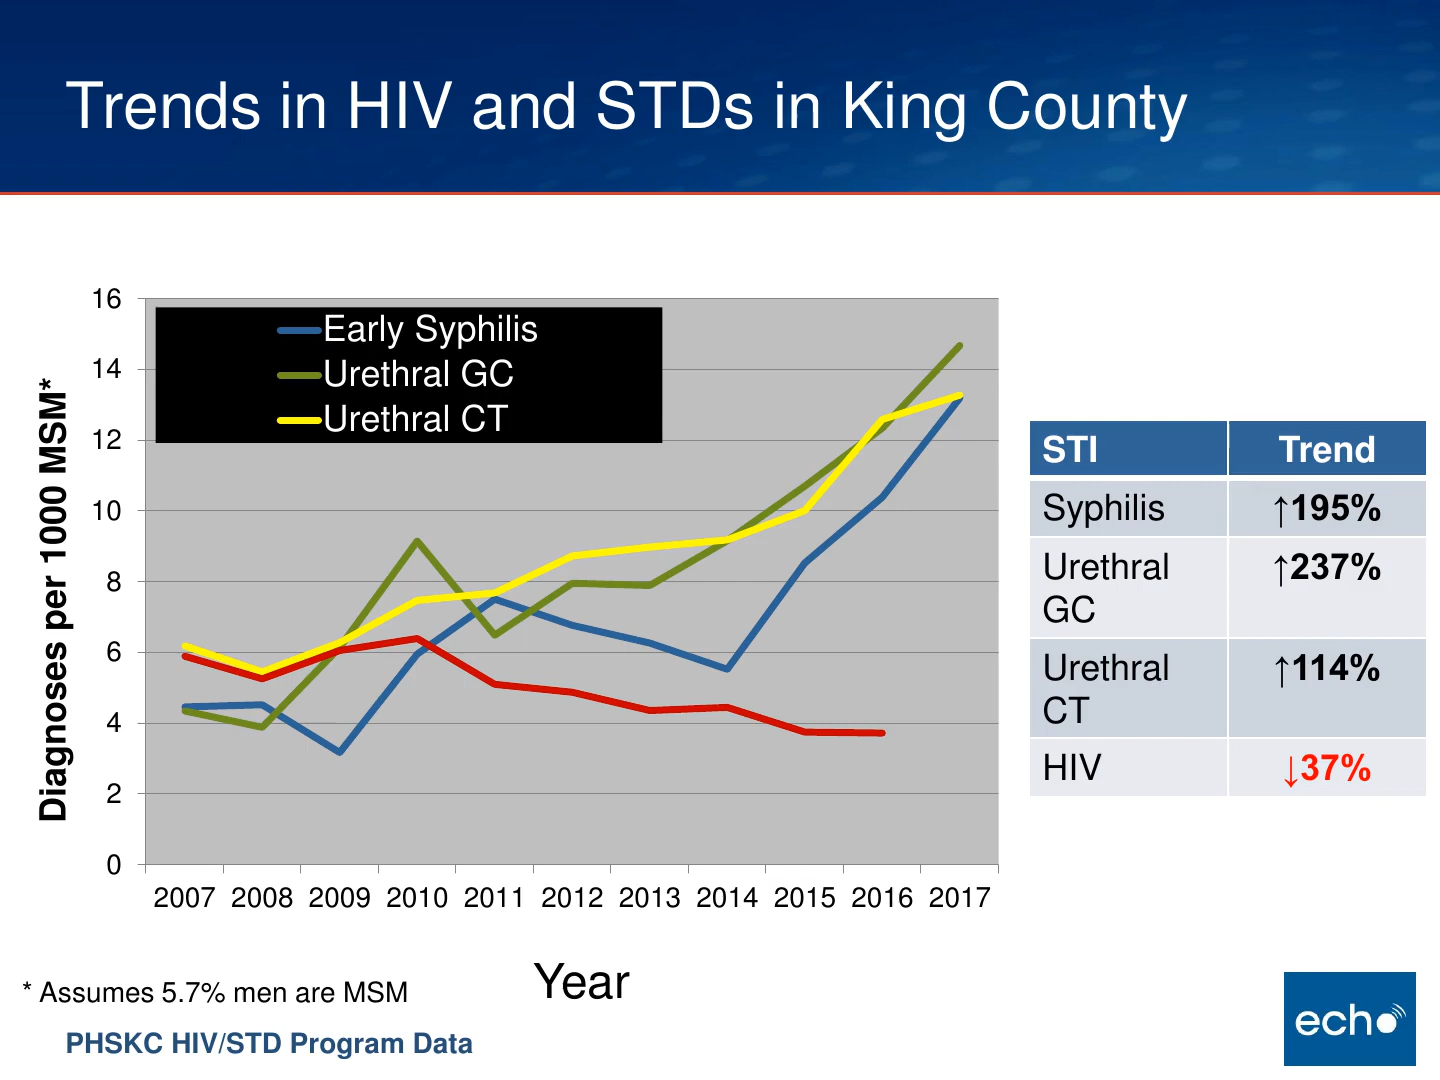 Trends in HIV and STDs in King County
16
14
12
10
8
6
4
2
0
Diagnoses per 1000 MSM*
Early Syphilis
Urethral GC
Urethral CT
2007 2008 2009 2010 2011 2012 2013 2014 2015 2016 2017
Year
STI Trend
Syphilis ↑195%
Urethral ↑237%
GC
Urethral ↑114%
CT
HIV ↓37%
* Assumes 5.7% men are MSM
PHSKC HIV/STD Program Data
echo